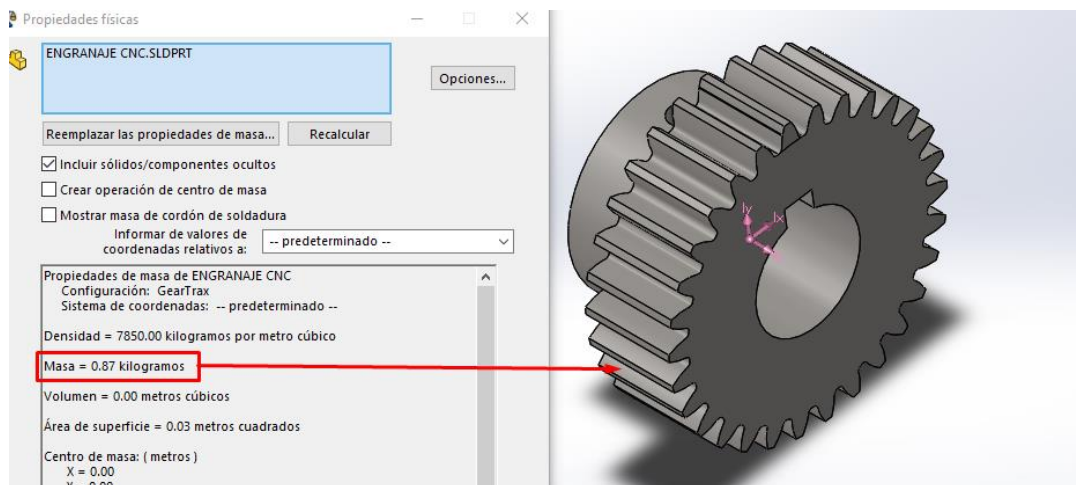 Propiedades físicas
ENGRANAJE CNC.SLDPRT
Opciones...
Reemplazar las propiedades de masa...
Recalcular
Incluir sólidos/componentes ocultos
Crear operación de centro de masa
Mostrar masa de cordón de soldadura
Informar de valores de
coordenadas relativos a:
-- predeterminado --
Propiedades de masa de ENGRANAJE CNC
Configuración: GearTrax
Sistema de coordenadas: -- predeterminado --
Densidad = 7850.00 kilogramos por metro cúbico
Masa = 0.87 kilogramos
Volumen = 0.00 metros cúbicos
Área de superficie = 0.03 metros cuadrados
Centro de masa: ( metros )
X = 0.00
Y = 0.00
Iy
Ix